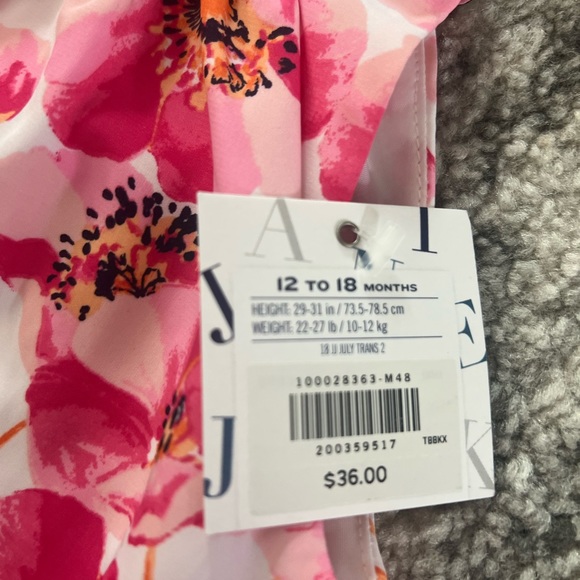 A
I
J
N E
12 TO 18 MONTHS
HEIGHT: 29-31 in / 73.5-78.5 cm
WEIGHT: 22-27 lb / 10-12 kg
18 JJ JULY TRANS 2
E
100028363-M48
200359517
TBBKX
$36.00
J
K